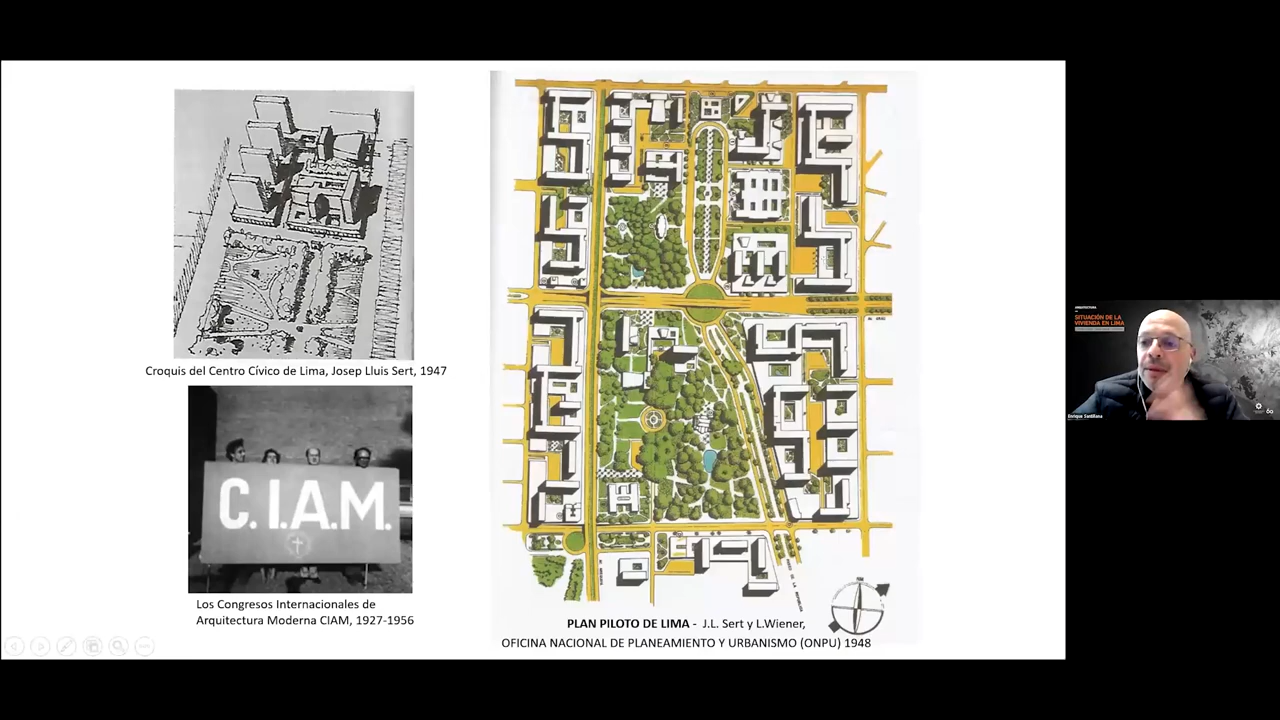 Croquis del Centro Cívico de Lima, Josep Lluis Sert, 1947
C.I.A.M.
Los Congresos Internacionales de
Arquitectura Moderna CIAM, 1927-1956
PLAN PILOTO DE LIMA - J.L. Sert y L.Wiener,
OFICINA NACIONAL DE PLANEAMIENTO Y URBANISMO (ONPU) 1948
ARQUITECTURA
SITUACIÓN DE LA
VIVIENDA EN LIMA
Enrique Santillana